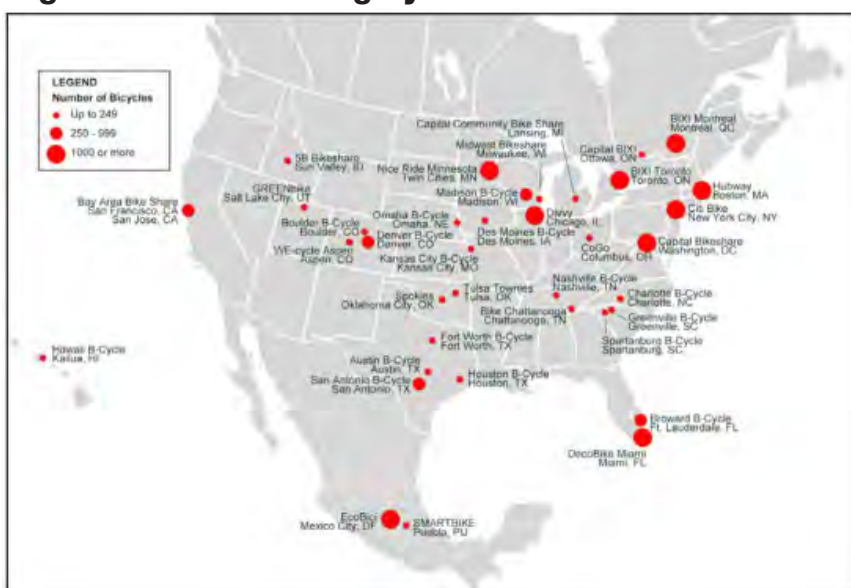 LEGEND
Number of Bicycles
Up to 249
250 - 999
1000 or more
Capital Community Bike Share
Lansing, MI
Midwest Bikeshare
Milwaukee, WI
BIXI Montreal
Montreal, QC
Capital BIXI
Ottawa, ON
5B Bikeshare
Sun Valley, ID
Nice Ride Minnesota
Twin Cities, MN
BIXI Toronto
Toronto, ON
Hubway
Boston, MA
GREENbike
Salt Lake City, UT
Madison B-Cycle
Madison, WI
Bay Area Bike Share
San Francisco, CA
San Jose, CA
Omaha B-Cycle
Omaha, NE
Divvy
Chicago, IL
Citi Bike
New York City, NY
Boulder B-Cycle
Boulder, CO
Denver B-Cycle
Denver, CO
Des Moines B-Cycle
Des Moines, IA
WE-cycle Aspen
Aspen, CO
CoGo
Columbus, OH
Capital Bikeshare
Washington, DC
Kansas City B-Cycle
Kansas City, MO
Nashville B-Cycle
Nashville, TN
Tulsa Townies
Tulsa, OK
Spokies
Oklahoma City, OK
Charlotte B-Cycle
Charlotte, NC
Bike Chattanooga
Chattanooga, TN
Greenville B-Cycle
Greenville, SC
Fort Worth B-Cycle
Fort Worth, TX
Spartanburg B-Cycle
Spartanburg, SC
Hawaii B-Cycle
Kailua, HI
Austin B-Cycle
Austin, TX
Houston B-Cycle
Houston, TX
San Antonio B-Cycle
San Antonio, TX
Broward B-Cycle
Ft. Lauderdale, FL
DecoBike Miami
Miami, FL
EcoBici
Mexico City, DF
SMARTBIKE
Puebla, PU